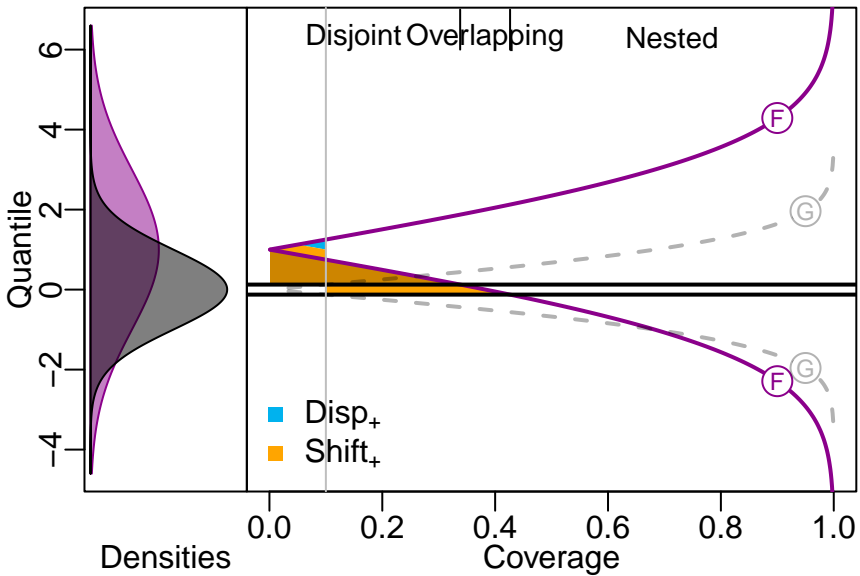 Disjoint Overlapping Nested
6
4
2
0
−2
−4
Quantile
F
G
G
F
Disp+
Shift+
0.0 0.2 0.4 0.6 0.8 1.0
Densities Coverage